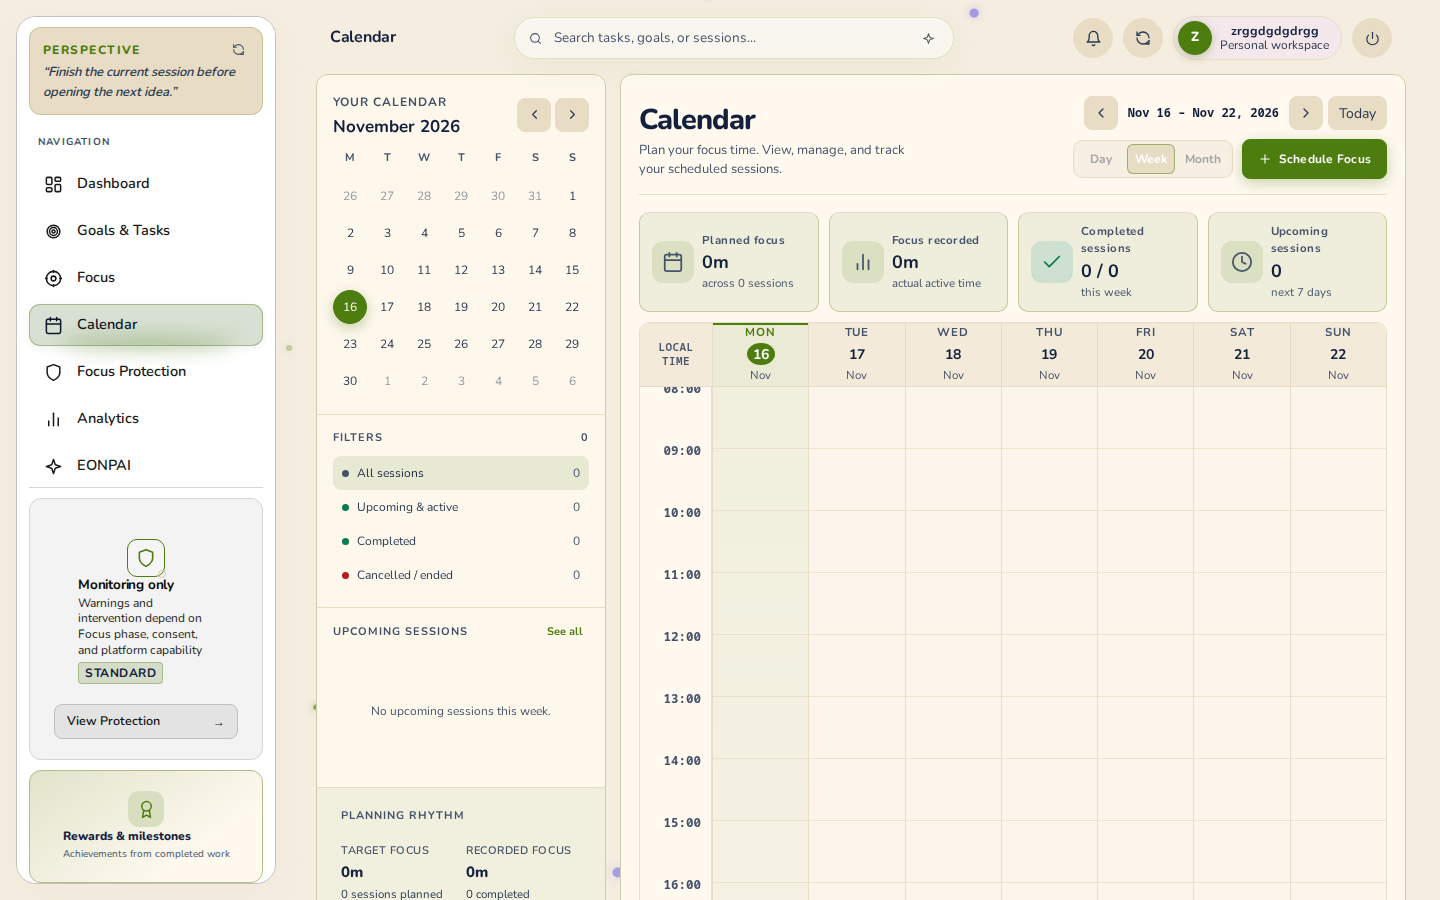 PERSPECTIVE
“Finish the current session before
opening the next idea.”
NAVIGATION
Dashboard
Goals & Tasks
Focus
Calendar
Focus Protection
Analytics
EONPAI
Monitoring only
Warnings and
intervention depend on
Focus phase, consent,
and platform capability
STANDARD
View Protection →
Rewards & milestones
Achievements from completed work
Calendar
Search tasks, goals, or sessions...
Z
zrggdgdgdrgg
Personal workspace
YOUR CALENDAR
November 2026
M T W T F S S
26 27 28 29 30 31 1
2 3 4 5 6 7 8
9 10 11 12 13 14 15
16 17 18 19 20 21 22
23 24 25 26 27 28 29
30 1 2 3 4 5 6
FILTERS 0
All sessions 0
Upcoming & active 0
Completed 0
Cancelled / ended 0
UPCOMING SESSIONS See all
No upcoming sessions this week.
PLANNING RHYTHM
TARGET FOCUS RECORDED FOCUS
0m 0m
0 sessions planned 0 completed
Calendar
Plan your focus time. View, manage, and track
your scheduled sessions.
Nov 16 - Nov 22, 2026
Today
Day Week Month
+ Schedule Focus
Planned focus
0m
across 0 sessions
Focus recorded
0m
actual active time
Completed
sessions
0 / 0
this week
Upcoming
sessions
0
next 7 days
LOCAL
TIME
MON TUE WED THU FRI SAT SUN
16 17 18 19 20 21 22
Nov Nov Nov Nov Nov Nov Nov
08:00
09:00
10:00
11:00
12:00
13:00
14:00
15:00
16:00